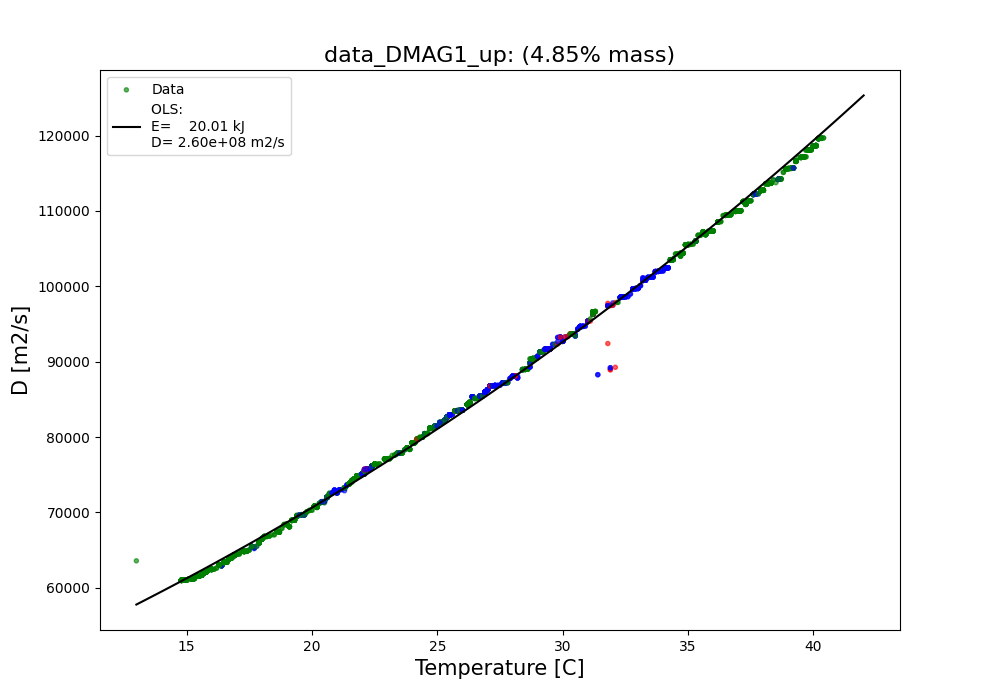 data_DMAG1_up: (4.85% mass)
Data
OLS:
E=    20.01 kJ
D= 2.60e+08 m2/s
D [m2/s]
120000
110000
100000
90000
80000
70000
60000
15
20
25
30
35
40
Temperature [C]